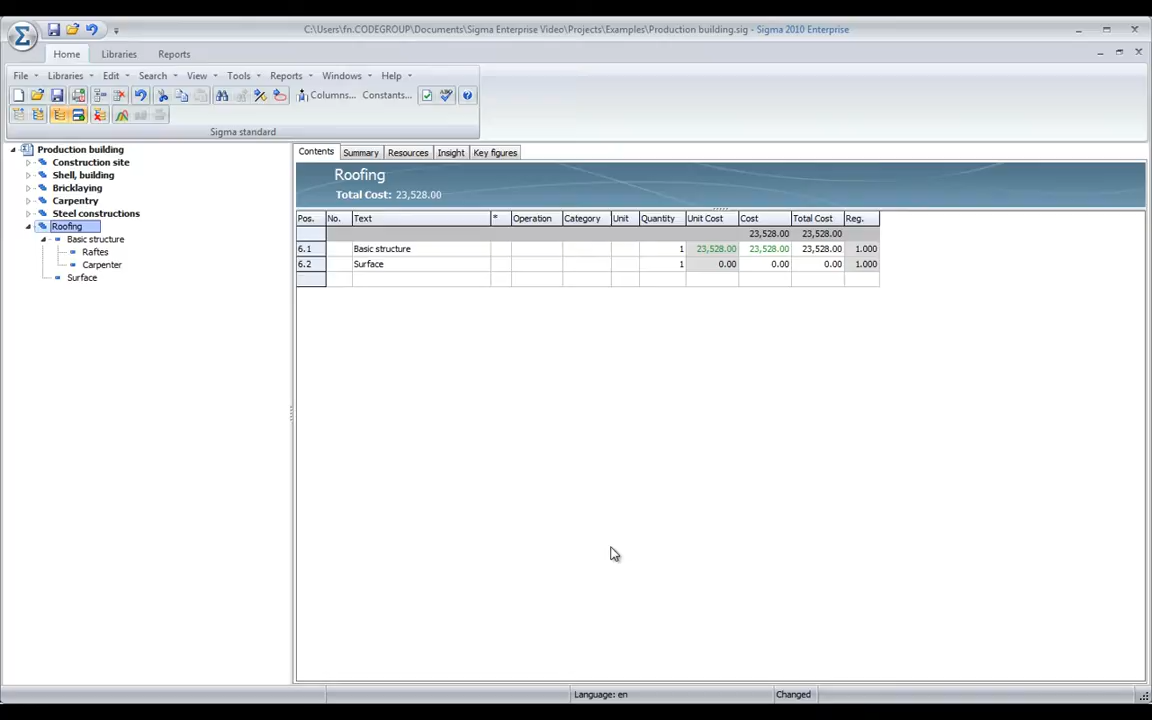 C:\Users\fn.CODEGROUP\Documents\Sigma Enterprise Video\Projects\Examples\Production building.sig - Sigma 2010 Enterprise
Home Libraries Reports
File Libraries Edit Search View Tools Reports Windows Help
Columns... Constants...
Sigma standard
Production building
Construction site
Shell, building
Bricklaying
Carpentry
Steel constructions
Roofing
Basic structure
Raftes
Carpenter
Surface
Contents Summary Resources Insight Key figures
Roofing
Total Cost: 23,528.00
Pos. No. Text * Operation Category Unit Quantity Unit Cost Cost Total Cost Reg.
23,528.00 23,528.00
6.1 Basic structure 1 23,528.00 23,528.00 23,528.00 1.000
6.2 Surface 1 0.00 0.00 0.00 1.000
Language: en Changed